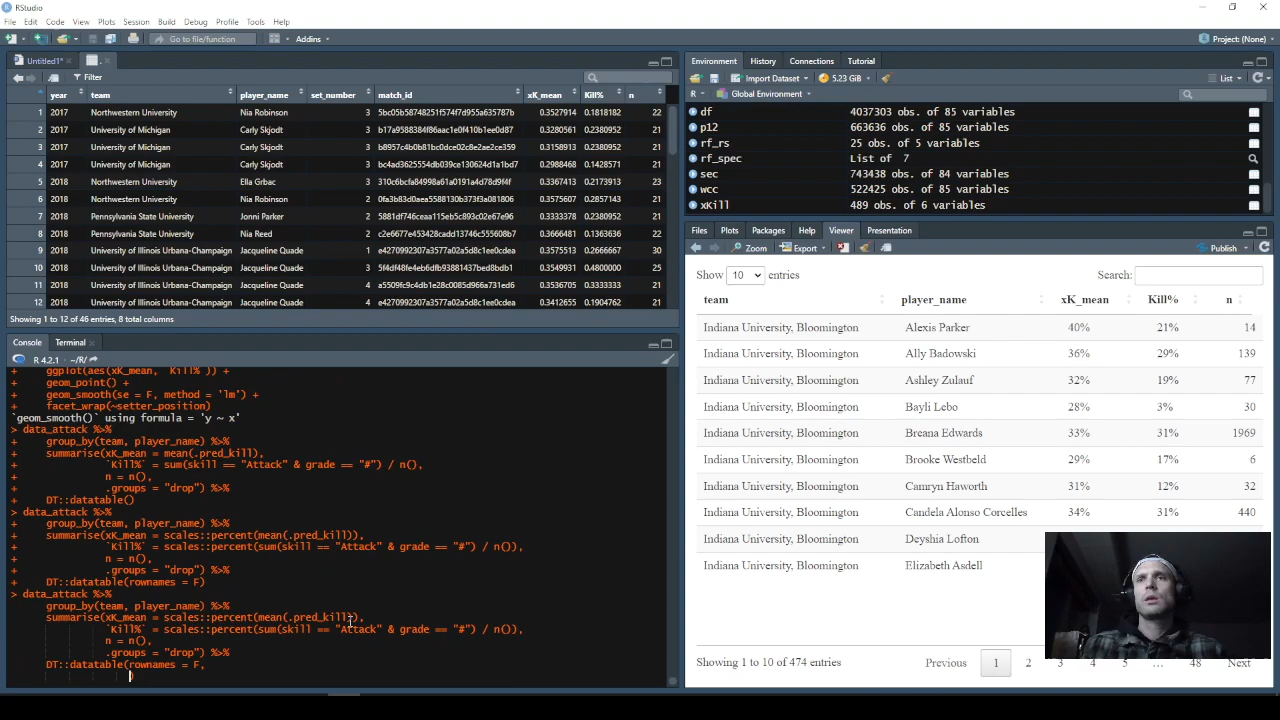 RStudio
File Edit Code View Plots Session Build Debug Profile Tools Help
Go to file/function Addins Project: (None)
Untitled1*
Filter
year team player_name set_number match_id xK_mean Kill% n
1 2017 Northwestern University Nia Robinson 3 5bc05b58748251f574f7d955a635787b 0.3527914 0.1818182 22
2 2017 University of Michigan Carly Skjodt 3 b17a9588384f86aac1e0f410b1ee0d87 0.3280561 0.2380952 21
3 2017 University of Michigan Carly Skjodt 3 b8957c4b0b81bc0dce02c8e2ae2ce359 0.3158913 0.2380952 21
4 2017 University of Michigan Carly Skjodt 4 bc4ad3625554db039ce130624d1a1bd7 0.2988468 0.1428571 21
5 2018 Northwestern University Ella Grbac 3 310c6bcfa84998a61a0191a4d78d9f4f 0.3367413 0.2173913 23
6 2018 Northwestern University Nia Robinson 2 0fa3b83d0aea5588130b373f3a081806 0.3575607 0.2857143 21
7 2018 Pennsylvania State University Jonni Parker 2 5881df746ceaa115eb5c893c02e67e96 0.3333378 0.2380952 21
8 2018 Pennsylvania State University Nia Reed 2 c2e6677e453428cedd40931c555608b7 0.3666481 0.1363636 22
9 2018 University of Illinois Urbana-Champaign Jacqueline Quade 1 e4270992307a3577a02a5d8c1ee0cdea 0.3575513 0.2666667 30
10 2018 University of Illinois Urbana-Champaign Jacqueline Quade 3 5f4df48fe4eb6dfb93881437bed8bdb1 0.3549931 0.4800000 25
11 2018 University of Illinois Urbana-Champaign Jacqueline Quade 4 a5509fc9c4d1e28c0085d966a731ed6 0.3536705 0.3333333 21
12 2018 University of Illinois Urbana-Champaign Jacqueline Quade 4 e4270992307a3577a02a5d8c1ee0cdea 0.3412655 0.1904762 21
Showing 1 to 12 of 46 entries, 8 total columns
Console Terminal
R 4.2.1 · ~/R/
+ ggplot(aes(xK_mean, `Kill%`)) +
+ geom_point() +
+ geom_smooth(se = F, method = 'lm') +
+ facet_wrap(~setter_position)
`geom_smooth()` using formula = 'y ~ x'
> data_attack %>%
+ group_by(team, player_name) %>%
+ summarise(xK_mean = mean(.pred_kill),
+ `Kill%` = sum(skill == "Attack" & grade == "#") / n(),
+ n = n(),
+ .groups = "drop") %>%
+ DT::datatable()
> data_attack %>%
+ group_by(team, player_name) %>%
+ summarise(xK_mean = scales::percent(mean(.pred_kill)),
+ `Kill%` = scales::percent(sum(skill == "Attack" & grade == "#") / n()),
+ n = n(),
+ .groups = "drop") %>%
+ DT::datatable(rownames = F)
> data_attack %>%
group_by(team, player_name) %>%
summarise(xK_mean = scales::percent(mean(.pred_kill)),
`Kill%` = scales::percent(sum(skill == "Attack" & grade == "#") / n()),
n = n(),
.groups = "drop") %>%
DT::datatable(rownames = F,
)
Environment History Connections Tutorial
Import Dataset 5.23 GiB List
R Global Environment
df 4037303 obs. of 85 variables
p12 663636 obs. of 85 variables
rf_rs 25 obs. of 5 variables
rf_spec List of 7
sec 743438 obs. of 84 variables
wcc 522425 obs. of 85 variables
xKill 489 obs. of 6 variables
Files Plots Packages Help Viewer Presentation
Zoom Export Publish
Show 10 entries Search:
team player_name xK_mean Kill% n
Indiana University, Bloomington Alexis Parker 40% 21% 14
Indiana University, Bloomington Ally Badowski 36% 29% 139
Indiana University, Bloomington Ashley Zulauf 32% 19% 77
Indiana University, Bloomington Bayli Lebo 28% 3% 30
Indiana University, Bloomington Breana Edwards 33% 31% 1969
Indiana University, Bloomington Brooke Westbeld 29% 17% 6
Indiana University, Bloomington Camryn Haworth 31% 12% 32
Indiana University, Bloomington Candela Alonso Corcelles 34% 31% 440
Indiana University, Bloomington Deyshia Lofton
Indiana University, Bloomington Elizabeth Asdell
Showing 1 to 10 of 474 entries Previous 1 2 3 4 5 … 48 Next